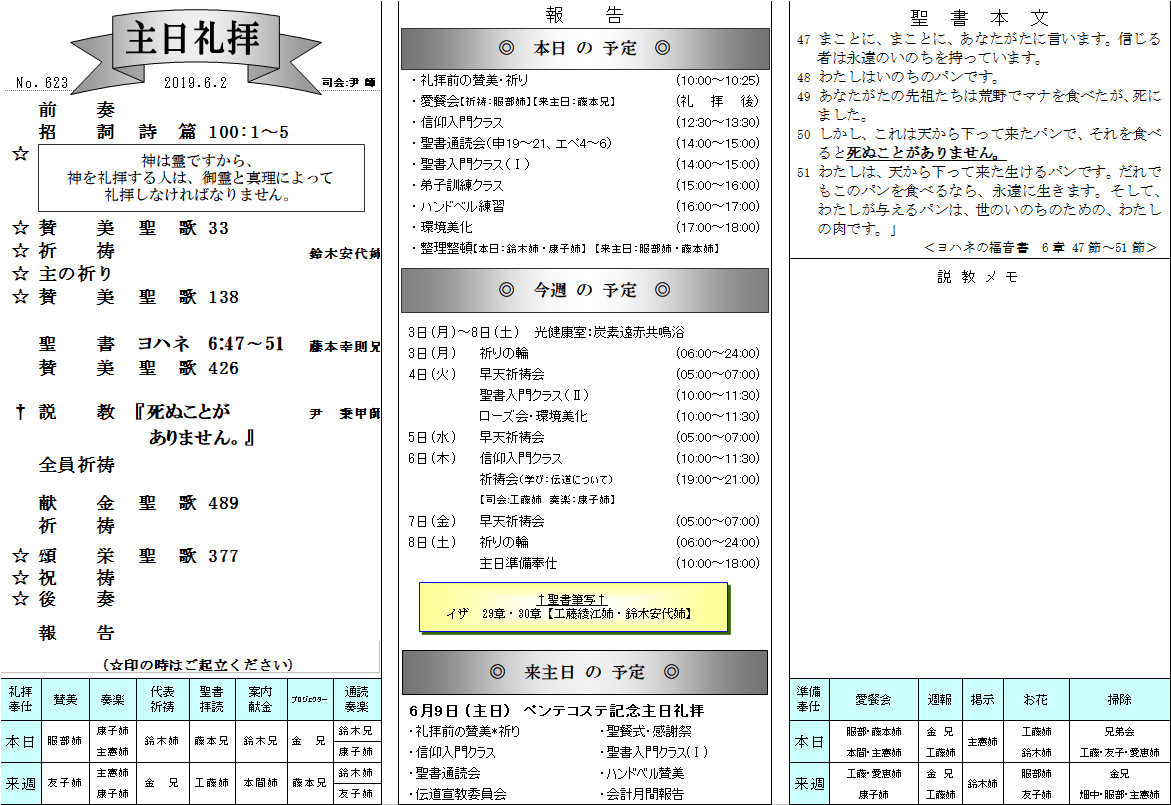 主日礼拝
No. 623 2019.6.2 司会:尹 師
前 奏
招 詞 詩 篇 100:1～5
☆ 神は霊ですから、
神を礼拝する人は、御霊と真理によって
礼拝しなければなりません。
☆ 賛 美 聖 歌 33
☆ 祈 祷 鈴木安代姉
☆ 主の祈り
☆ 賛 美 聖 歌 138
聖 書 ヨハネ 6:47～51 藤本幸則兄
賛 美 聖 歌 426
† 説 教 『死ぬことが 尹 秉甲師
ありません。』
全員祈祷
献 金 聖 歌 489
祈 祷
☆ 頌 栄 聖 歌 377
☆ 祝 祷
☆ 後 奏
報 告
(☆印の時はご起立ください)
礼拝奉仕 賛美 奏楽 代表祈祷 聖書拝読 案内献金 プロジェクター 通読奏楽
本日 服部姉 康子姉 主憲姉 鈴木姉 藤本兄 鈴木兄 金 兄 鈴木兄 康子姉
来週 友子姉 主憲姉 康子姉 金 兄 工藤姉 本間姉 藤本兄 鈴木姉 友子姉
報 告
◎ 本日 の 予定 ◎
・礼拝前の賛美・祈り (10:00～10:25)
・愛餐会【祈祷:服部姉】【来主日:藤本兄】 (礼 拝 後)
・信仰入門クラス (12:30～13:30)
・聖書通読会(申19～21、エペ4～6) (14:00～15:00)
・聖書入門クラス(Ⅰ) (14:00～15:00)
・弟子訓練クラス (15:00～16:00)
・ハンドベル練習 (16:00～17:00)
・環境美化 (17:00～18:00)
・整理整頓【本日:鈴木姉・康子姉】【来主日:服部姉・藤本姉】
◎ 今週 の 予定 ◎
3日(月)～8日(土) 光健康室:炭素遠赤共鳴浴
3日(月) 祈りの輪 (06:00～24:00)
4日(火) 早天祈祷会 (05:00～07:00)
聖書入門クラス(Ⅱ) (10:00～11:30)
ローズ会・環境美化 (10:00～11:30)
5日(水) 早天祈祷会 (05:00～07:00)
6日(木) 信仰入門クラス (10:00～11:30)
祈祷会(学び:伝道について) (19:00～21:00)
【司会:工藤姉 奏楽:康子姉】
7日(金) 早天祈祷会 (05:00～07:00)
8日(土) 祈りの輪 (06:00～24:00)
主日準備奉仕 (10:00～18:00)
†聖書筆写†
イザ 29章・30章【工藤綾江姉・鈴木安代姉】
◎ 来主日 の 予定 ◎
6月9日(主日) ペンテコステ記念主日礼拝
・礼拝前の賛美*祈り ・聖餐式・感謝祭
・信仰入門クラス ・聖書入門クラス(Ⅰ)
・聖書通読会 ・ハンドベル賛美
・伝道宣教委員会 ・会計月間報告
聖 書 本 文
47 まことに、まことに、あなたがたに言います。信じる
者は永遠のいのちを持っています。
48 わたしはいのちのパンです。
49 あなたがたの先祖たちは荒野でマナを食べたが、死に
ました。
50 しかし、これは天から下って来たパンで、それを食べ
ると死ぬことがありません。
51 わたしは、天から下って来た生けるパンです。だれで
もこのパンを食べるなら、永遠に生きます。そして、
わたしが与えるパンは、世のいのちのための、わたし
の肉です。」
＜ヨハネの福音書 6章 47節～51節＞
説 教 メ モ
準備奉仕 愛餐会 週報 掲示 お花 掃除
本日 服部・藤本姉 本間・主憲姉 金 兄 工藤姉 主憲姉 工藤姉 鈴木姉 兄弟会 工藤・友子・愛恵姉
来週 工藤・愛恵姉 康子姉 金 兄 工藤姉 鈴木姉 服部姉 友子姉 金兄 畑中・服部・主憲姉